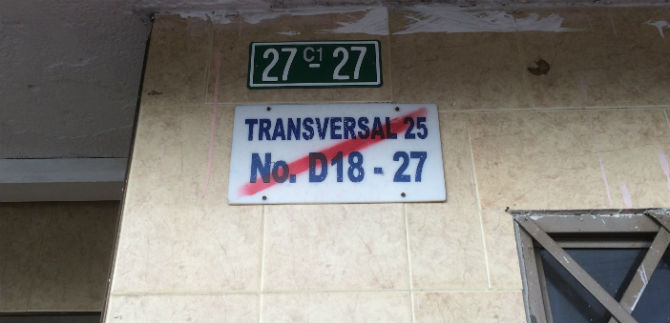 27 C1 - 27
TRANSVERSAL 25
No. D18 - 27